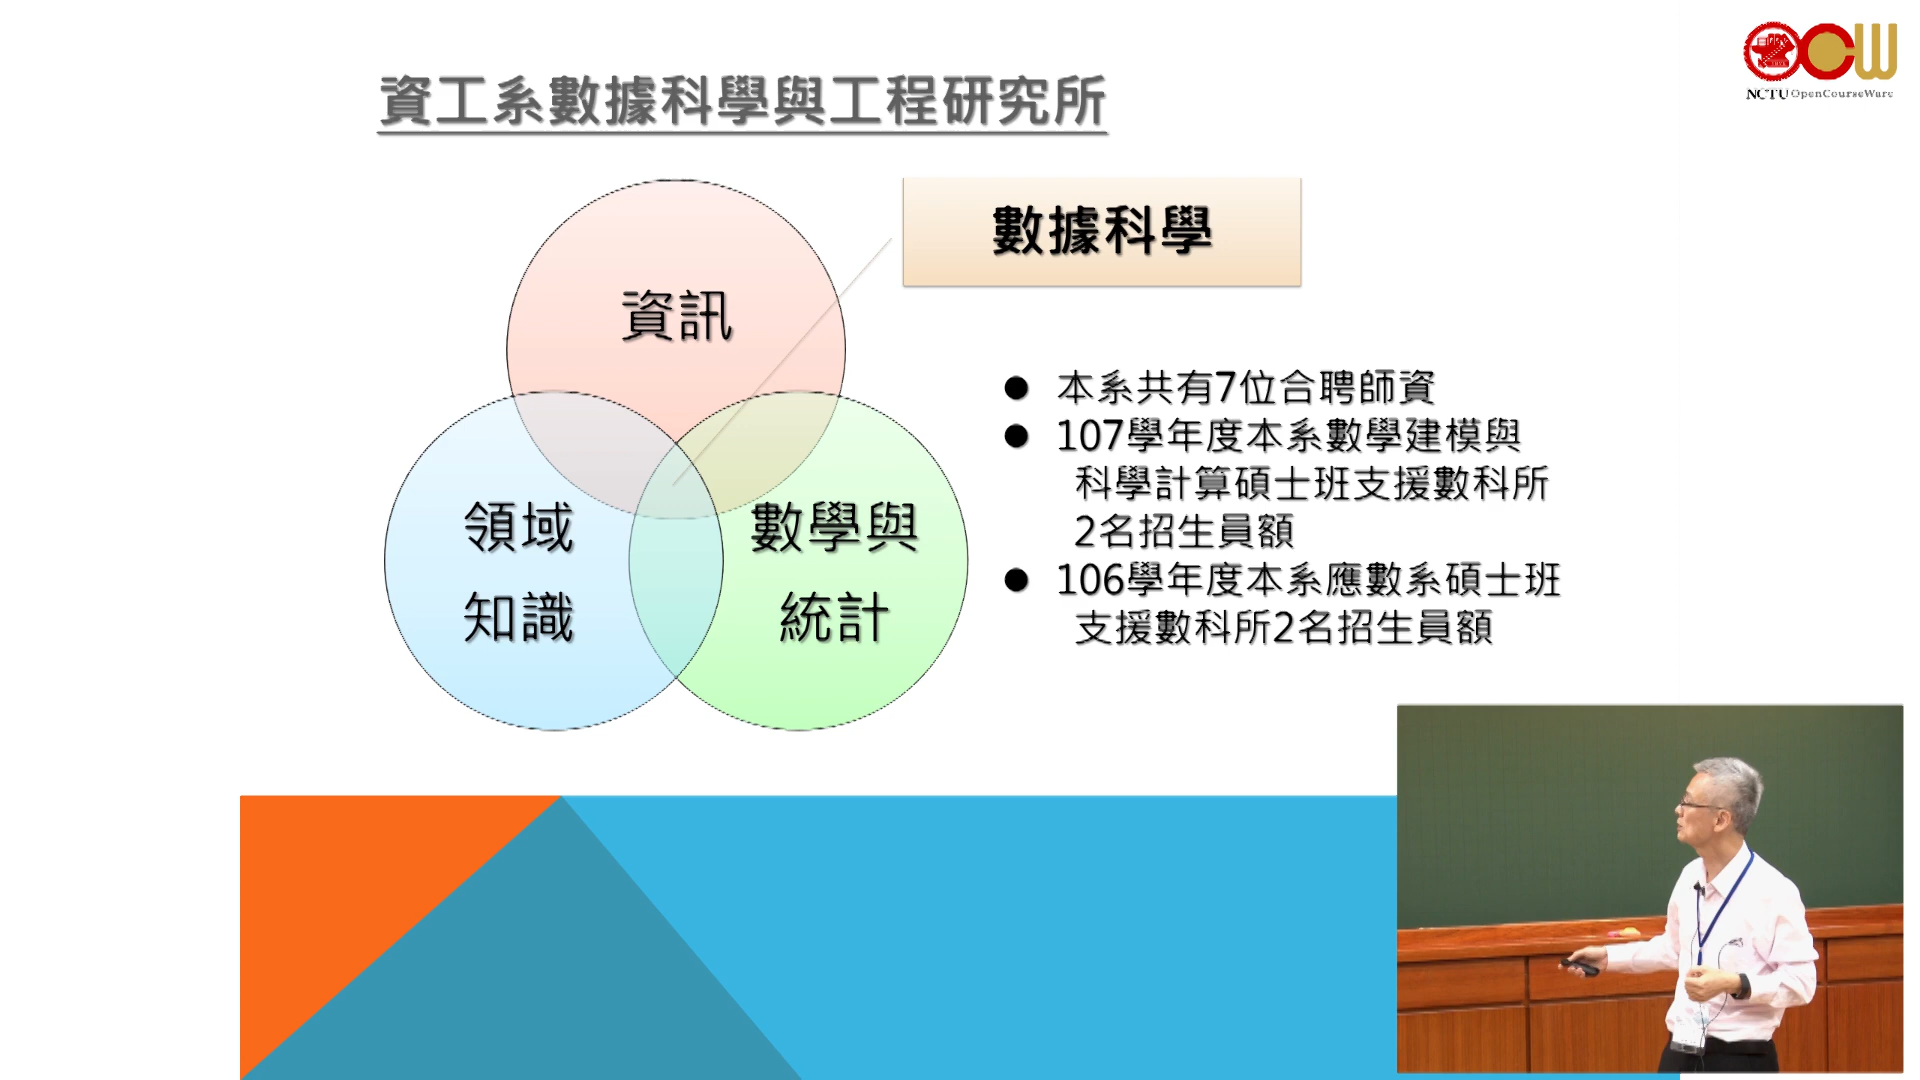 資工系數據科學與工程研究所
NCTU OpenCourseWare
數據科學
資訊
領域
知識
數學與
統計
● 本系共有7位合聘師資
● 107學年度本系數學建模與
科學計算碩士班支援數科所
2名招生員額
● 106學年度本系應數系碩士班
支援數科所2名招生員額